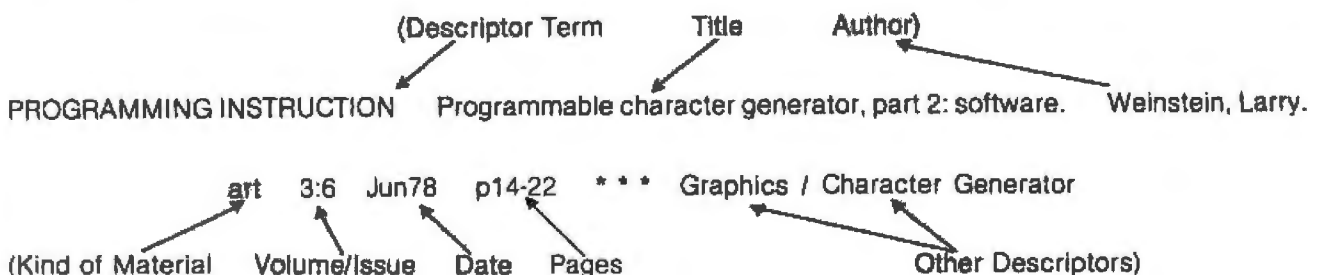 (Descriptor Term Title Author)
PROGRAMMING INSTRUCTION Programmable character generator, part 2: software. Weinstein, Larry.
art 3:6 Jun78 p14-22 * * * Graphics / Character Generator
(Kind of Material Volume/Issue Date Pages Other Descriptors)